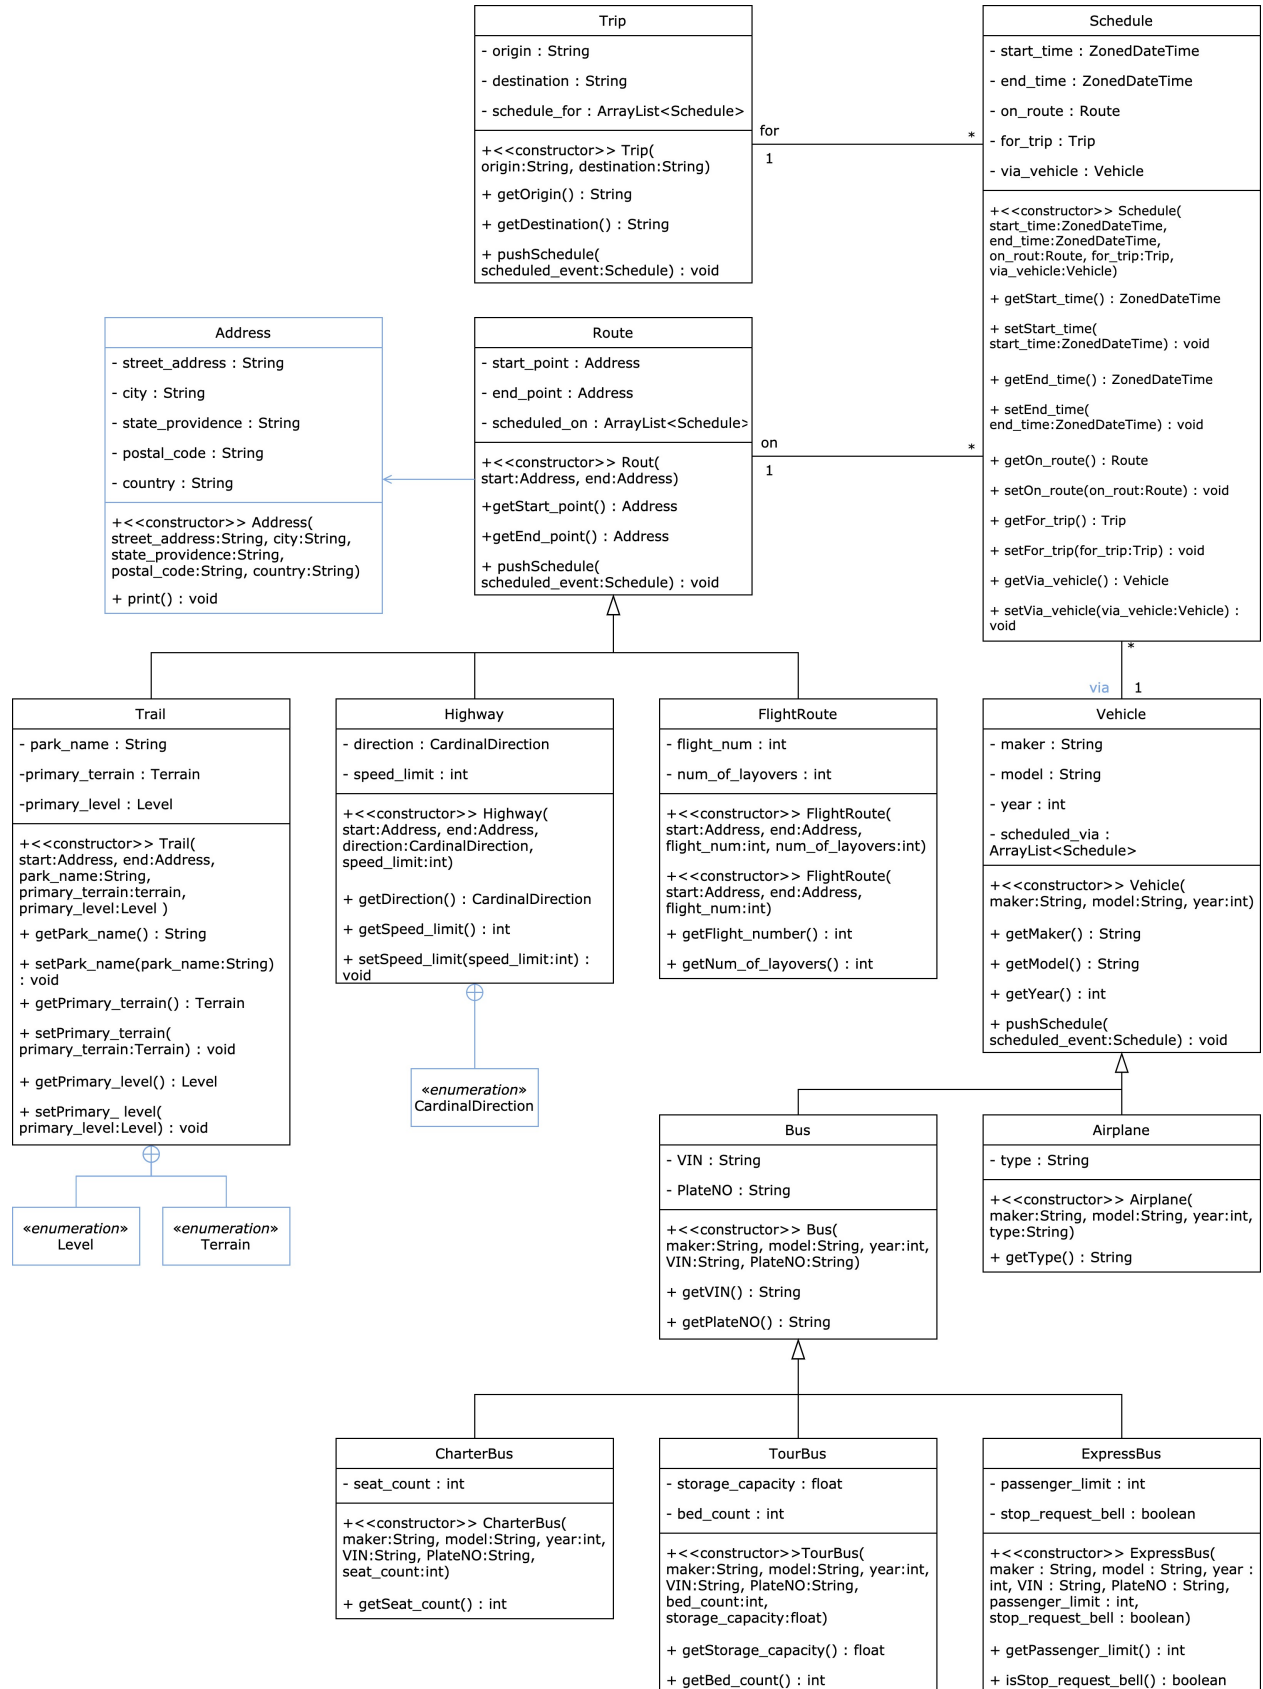 Trip
- origin : String
- destination : String
- schedule_for : ArrayList<Schedule>
+<<constructor>> Trip(
origin:String, destination:String)
+ getOrigin() : String
+ getDestination() : String
+ pushSchedule(
scheduled_event:Schedule) : void
for
1
*
Schedule
- start_time : ZonedDateTime
- end_time : ZonedDateTime
- on_route : Route
- for_trip : Trip
- via_vehicle : Vehicle
+<<constructor>> Schedule(
start_time:ZonedDateTime,
end_time:ZonedDateTime,
on_rout:Route, for_trip:Trip,
via_vehicle:Vehicle)
+ getStart_time() : ZonedDateTime
+ setStart_time(
start_time:ZonedDateTime) : void
+ getEnd_time() : ZonedDateTime
+ setEnd_time(
end_time:ZonedDateTime) : void
+ getOn_route() : Route
+ setOn_route(on_rout:Route) : void
+ getFor_trip() : Trip
+ setFor_trip(for_trip:Trip) : void
+ getVia_vehicle() : Vehicle
+ setVia_vehicle(via_vehicle:Vehicle) :
void
Address
- street_address : String
- city : String
- state_providence : String
- postal_code : String
- country : String
+<<constructor>> Address(
street_address:String, city:String,
state_providence:String,
postal_code:String, country:String)
+ print() : void
Route
- start_point : Address
- end_point : Address
- scheduled_on : ArrayList<Schedule>
+<<constructor>> Rout(
start:Address, end:Address)
+getStart_point() : Address
+getEnd_point() : Address
+ pushSchedule(
scheduled_event:Schedule) : void
on
1
*
*
via
1
Trail
- park_name : String
-primary_terrain : Terrain
-primary_level : Level
+<<constructor>> Trail(
start:Address, end:Address,
park_name:String,
primary_terrain:terrain,
primary_level:Level )
+ getPark_name() : String
+ setPark_name(park_name:String)
: void
+ getPrimary_terrain() : Terrain
+ setPrimary_terrain(
primary_terrain:Terrain) : void
+ getPrimary_level() : Level
+ setPrimary_ level(
primary_level:Level) : void
Highway
- direction : CardinalDirection
- speed_limit : int
+<<constructor>> Highway(
start:Address, end:Address,
direction:CardinalDirection,
speed_limit:int)
+ getDirection() : CardinalDirection
+ getSpeed_limit() : int
+ setSpeed_limit(speed_limit:int) :
void
FlightRoute
- flight_num : int
- num_of_layovers : int
+<<constructor>> FlightRoute(
start:Address, end:Address,
flight_num:int, num_of_layovers:int)
+<<constructor>> FlightRoute(
start:Address, end:Address,
flight_num:int)
+ getFlight_number() : int
+ getNum_of_layovers() : int
Vehicle
- maker : String
- model : String
- year : int
- scheduled_via :
ArrayList<Schedule>
+<<constructor>> Vehicle(
maker:String, model:String, year:int)
+ getMaker() : String
+ getModel() : String
+ getYear() : int
+ pushSchedule(
scheduled_event:Schedule) : void
«enumeration»
CardinalDirection
«enumeration»
Level
«enumeration»
Terrain
Bus
- VIN : String
- PlateNO : String
+<<constructor>> Bus(
maker:String, model:String, year:int,
VIN:String, PlateNO:String)
+ getVIN() : String
+ getPlateNO() : String
Airplane
- type : String
+<<constructor>> Airplane(
maker:String, model:String, year:int,
type:String)
+ getType() : String
CharterBus
- seat_count : int
+<<constructor>> CharterBus(
maker:String, model:String, year:int,
VIN:String, PlateNO:String,
seat_count:int)
+ getSeat_count() : int
TourBus
- storage_capacity : float
- bed_count : int
+<<constructor>>TourBus(
maker:String, model:String, year:int,
VIN:String, PlateNO:String,
bed_count:int,
storage_capacity:float)
+ getStorage_capacity() : float
+ getBed_count() : int
ExpressBus
- passenger_limit : int
- stop_request_bell : boolean
+<<constructor>> ExpressBus(
maker : String, model : String, year :
int, VIN : String, PlateNO : String,
passenger_limit : int,
stop_request_bell : boolean)
+ getPassenger_limit() : int
+ isStop_request_bell() : boolean